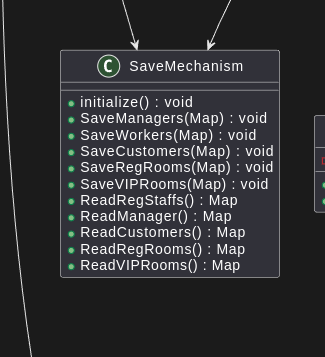 C SaveMechanism
initialize() : void
SaveManagers(Map) : void
SaveWorkers(Map) : void
SaveCustomers(Map) : void
SaveRegRooms(Map) : void
SaveVIPRooms(Map) : void
ReadRegStaffs() : Map
ReadManager() : Map
ReadCustomers() : Map
ReadRegRooms() : Map
ReadVIPRooms() : Map